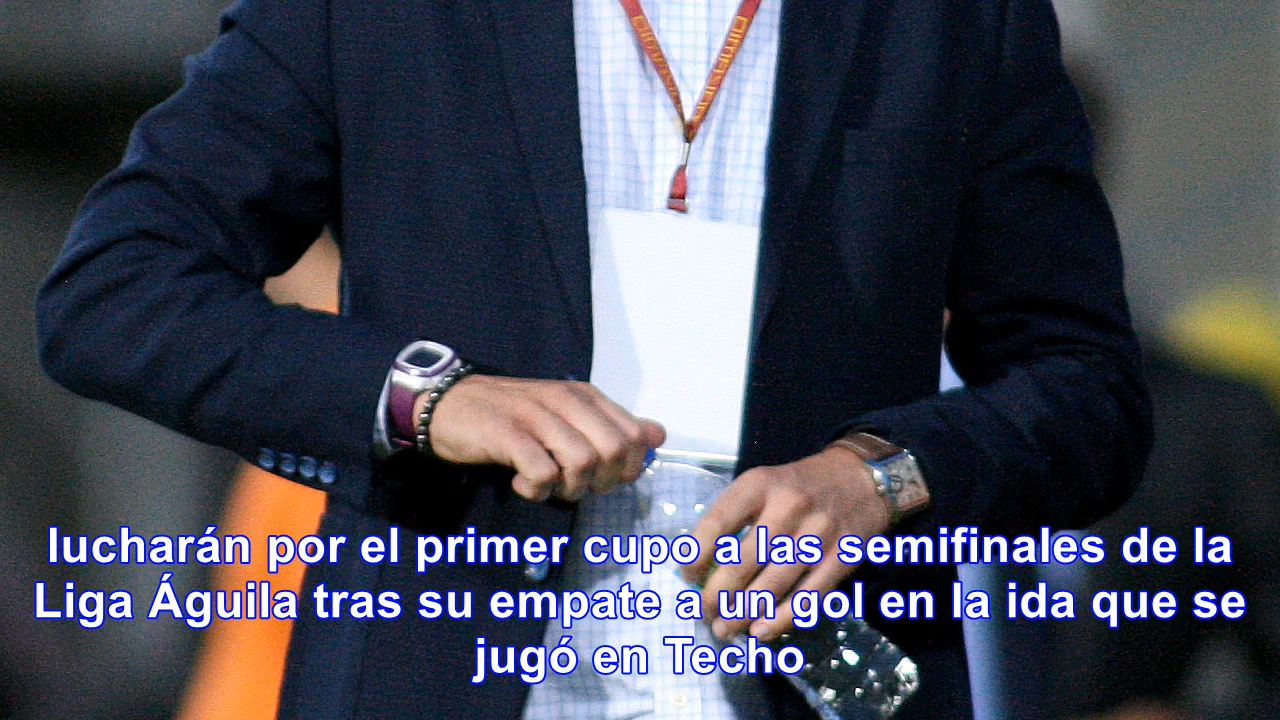 lucharán por el primer cupo a las semifinales de la
Liga Águila tras su empate a un gol en la ida que se
jugó en Techo